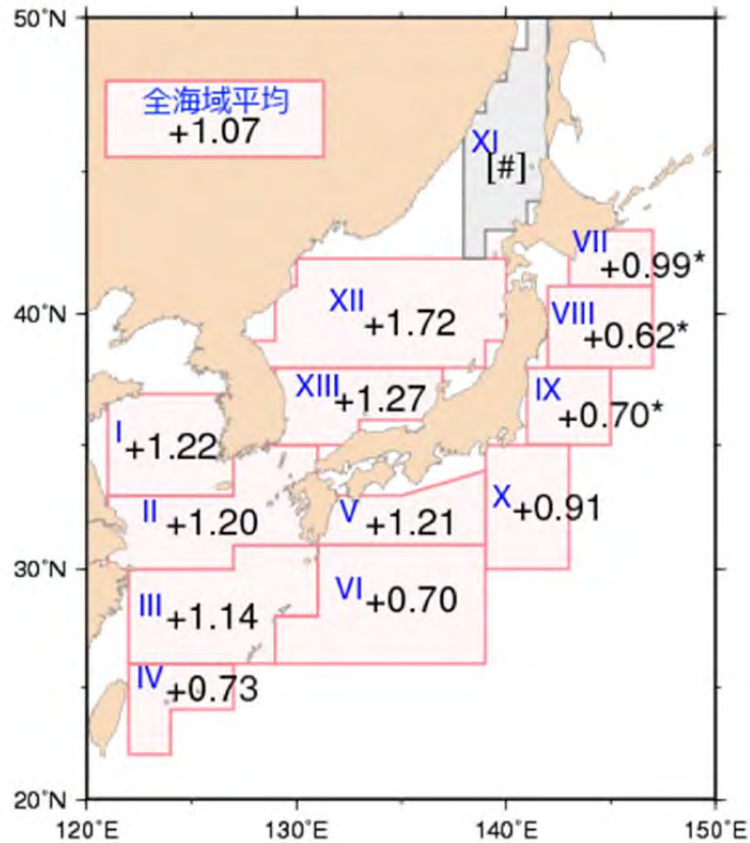 50°N
全海域平均
+1.07
XI
[#]
VII
+0.99*
40°N
XII
+1.72
VIII
+0.62*
XIII
+1.27
IX
+0.70*
I
+1.22
X
+0.91
II
+1.20
V
+1.21
30°N
III
+1.14
VI
+0.70
IV
+0.73
20°N
120°E
130°E
140°E
150°E